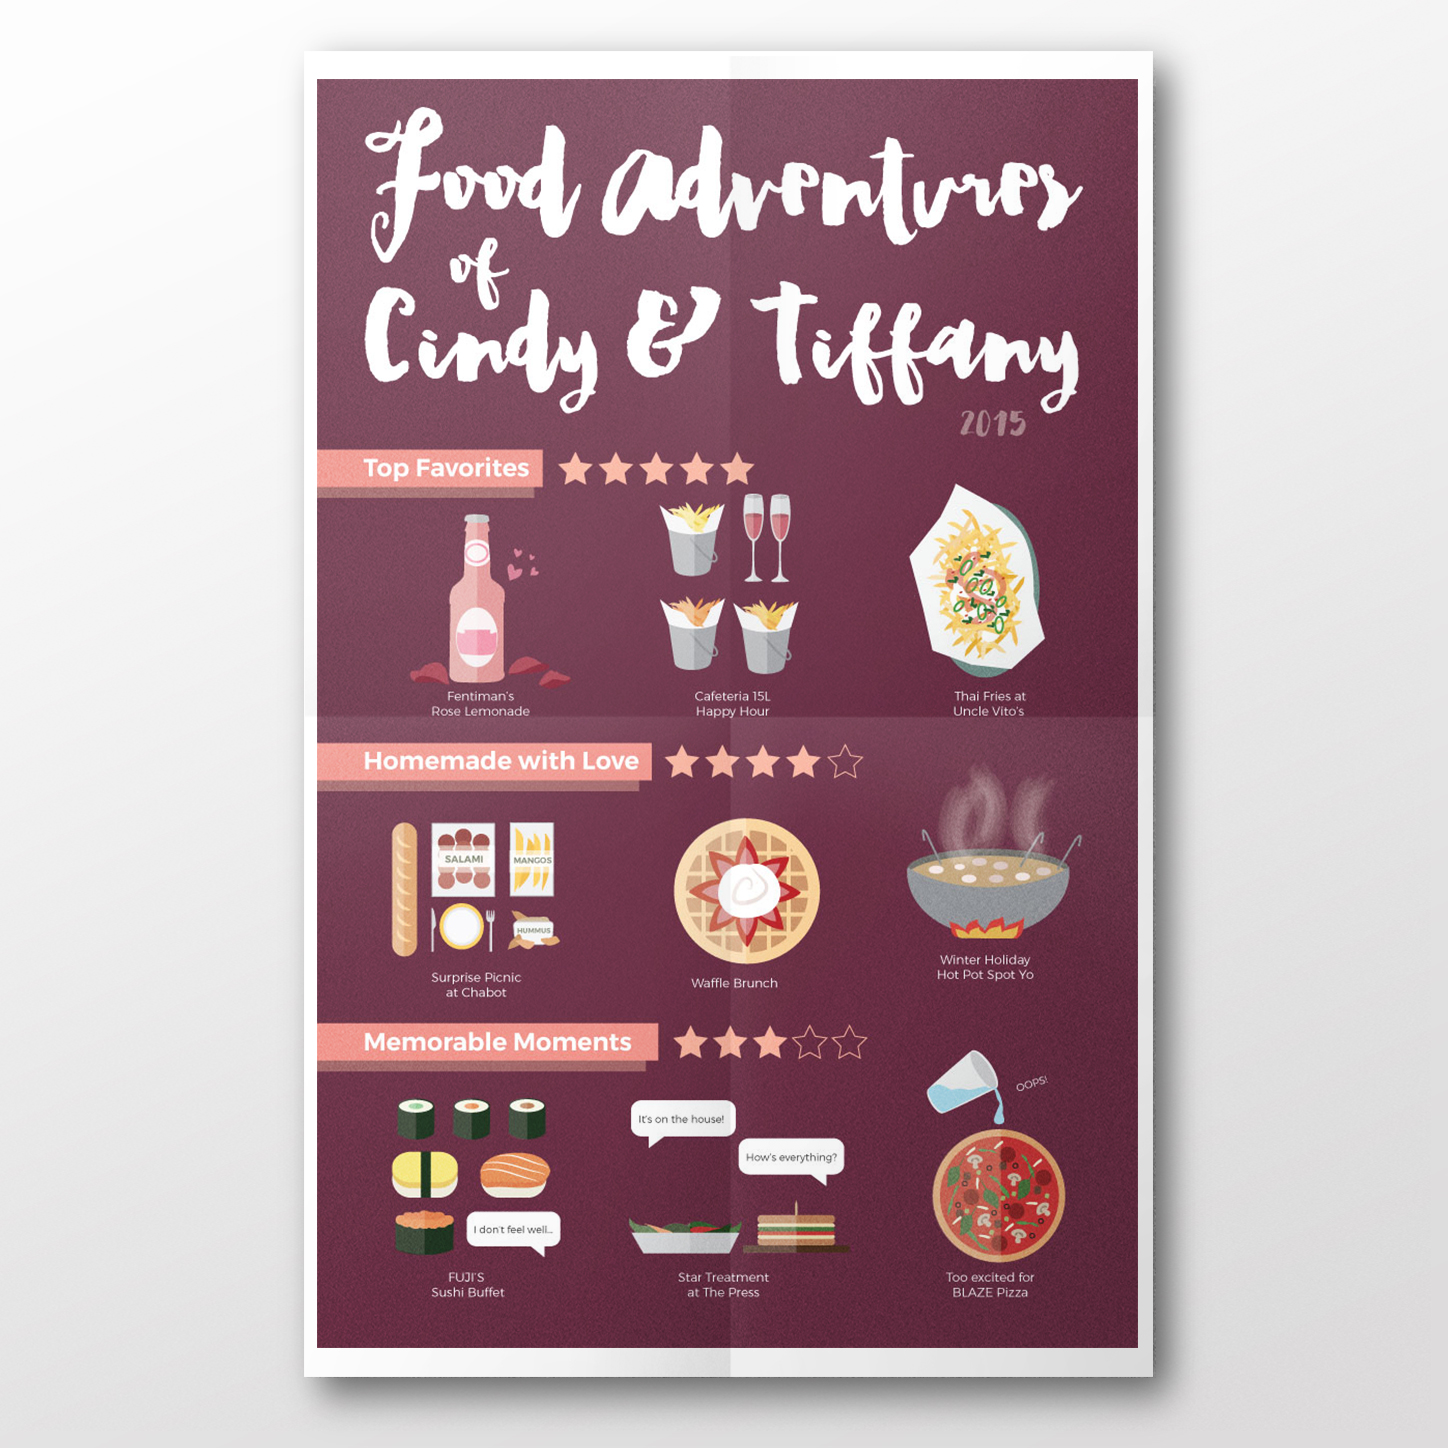 Food Adventures
of
Cindy & Tiffany
2015
Top Favorites
Fentiman's
Rose Lemonade
Cafeteria 15L
Happy Hour
Thai Fries at
Uncle Vito's
Homemade with Love
SALAMI
MANGOS
HUMMUS
Surprise Picnic
at Chabot
Waffle Brunch
Winter Holiday
Hot Pot Spot Yo
Memorable Moments
I don't feel well...
FUJI'S
Sushi Buffet
It's on the house!
How's everything?
Star Treatment
at The Press
OOPS!
Too excited for
BLAZE Pizza